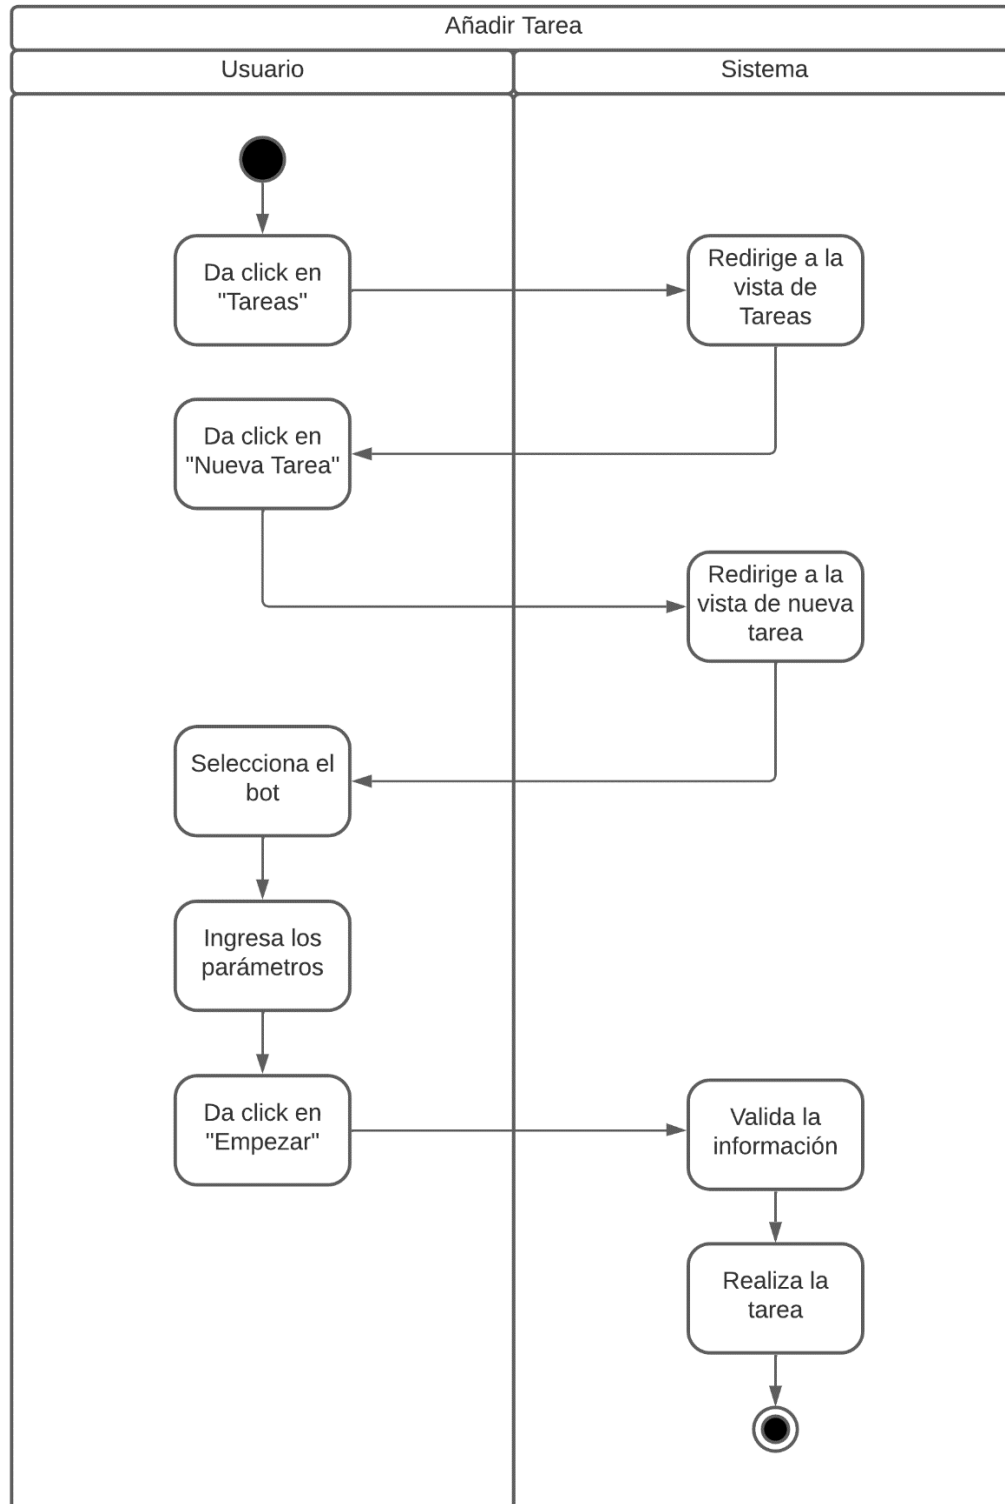 Añadir Tarea
Usuario
Sistema
Da click en
"Tareas"
Redirige a la
vista de
Tareas
Da click en
"Nueva Tarea"
Redirige a la
vista de nueva
tarea
Selecciona el
bot
Ingresa los
parámetros
Da click en
"Empezar"
Valida la
información
Realiza la
tarea